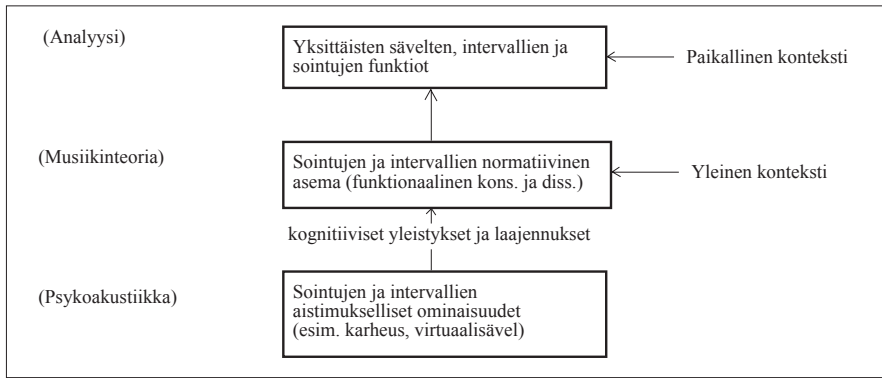 (Analyysi)
Yksittäisten sävelten, intervallien ja
sointujen funktiot
Paikallinen konteksti
(Musiikinteoria)
Sointujen ja intervallien normatiivinen
asema (funktionaalinen kons. ja diss.)
Yleinen konteksti
kognitiiviset yleistykset ja laajennukset
(Psykoakustiikka)
Sointujen ja intervallien
aistimukselliset ominaisuudet
(esim. karheus, virtuaalisävel)